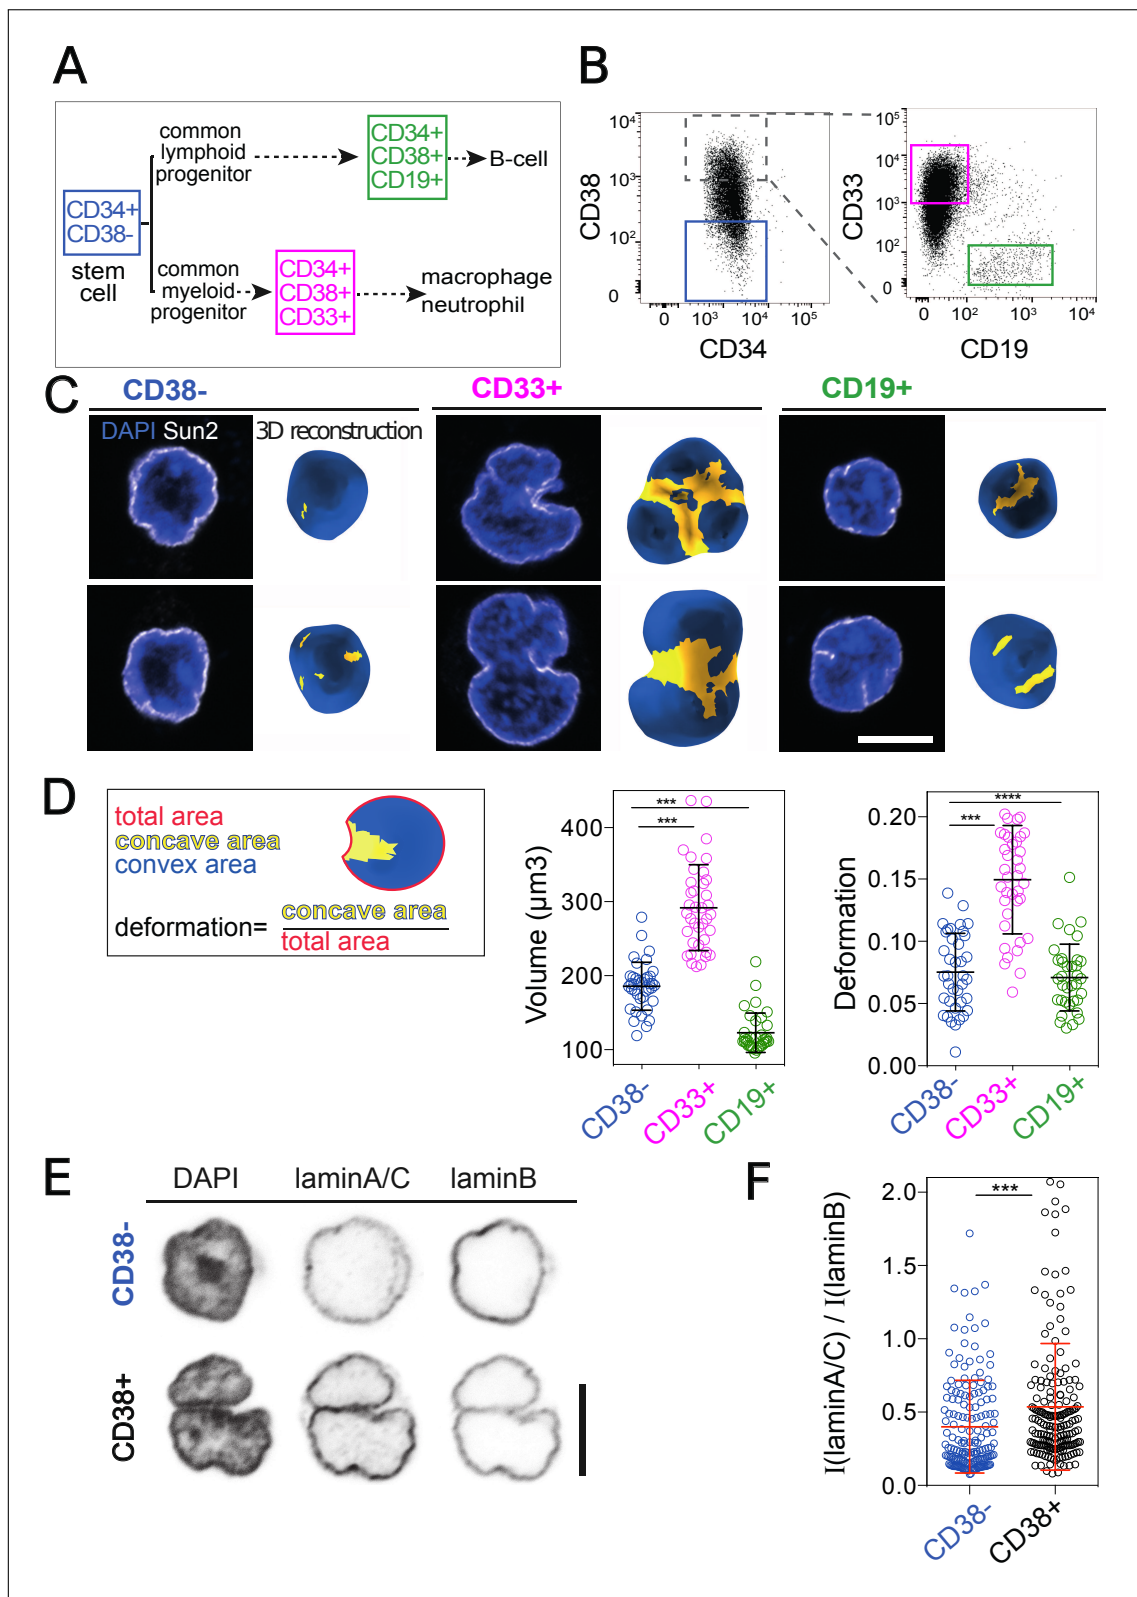 A
common
lymphoid
progenitor
CD34+
CD38+
CD19+
B-cell
CD34+
CD38-
stem
cell
common
myeloid
progenitor
CD34+
CD38+
CD33+
macrophage
neutrophil
B
10⁴
10³
10²
0
CD38
0 10³ 10⁴ 10⁵
CD34
10⁵
10⁴
10³
10²
0
CD33
0 10² 10³ 10⁴
CD19
C
CD38-
CD33+
CD19+
DAPI Sun2
3D reconstruction
D
total area
concave area
convex area
deformation=
concave area
total area
Volume (µm3)
400
300
200
100
***
***
CD38-
CD33+
CD19+
Deformation
0.20
0.15
0.10
0.05
0.00
****
***
CD38-
CD33+
CD19+
E
DAPI
laminA/C
laminB
CD38-
CD38+
F
I(laminA/C) / I(laminB)
2.0
1.5
1.0
0.5
0.0
***
CD38-
CD38+